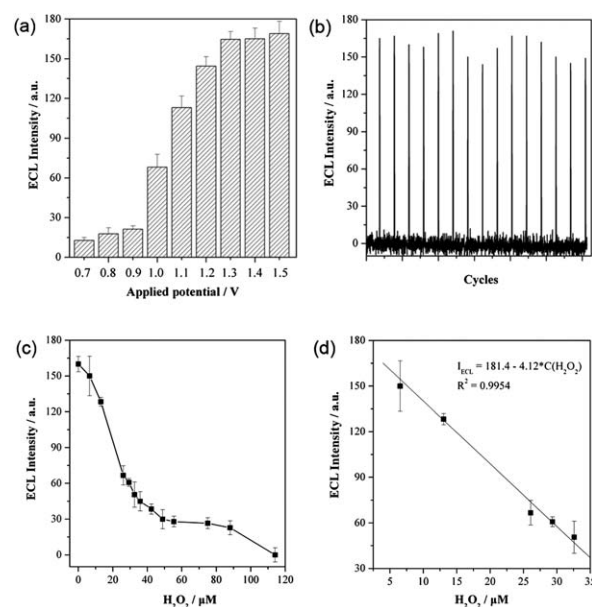 (a)
ECL Intensity / a.u.
180
150
120
90
60
30
0
0.7 0.8 0.9 1.0 1.1 1.2 1.3 1.4 1.5
Applied potential / V
(b)
ECL Intensity / a.u.
180
150
120
90
60
30
0
Cycles
(c)
ECL Intensity / a.u.
180
150
120
90
60
30
0
0 20 40 60 80 100 120
H₂O₂ / μM
(d)
ECL Intensity / a.u.
180
150
120
90
60
30
5 10 15 20 25 30 35
H₂O₂ / μM
I_ECL = 181.4 - 4.12*C(H₂O₂)
R² = 0.9954